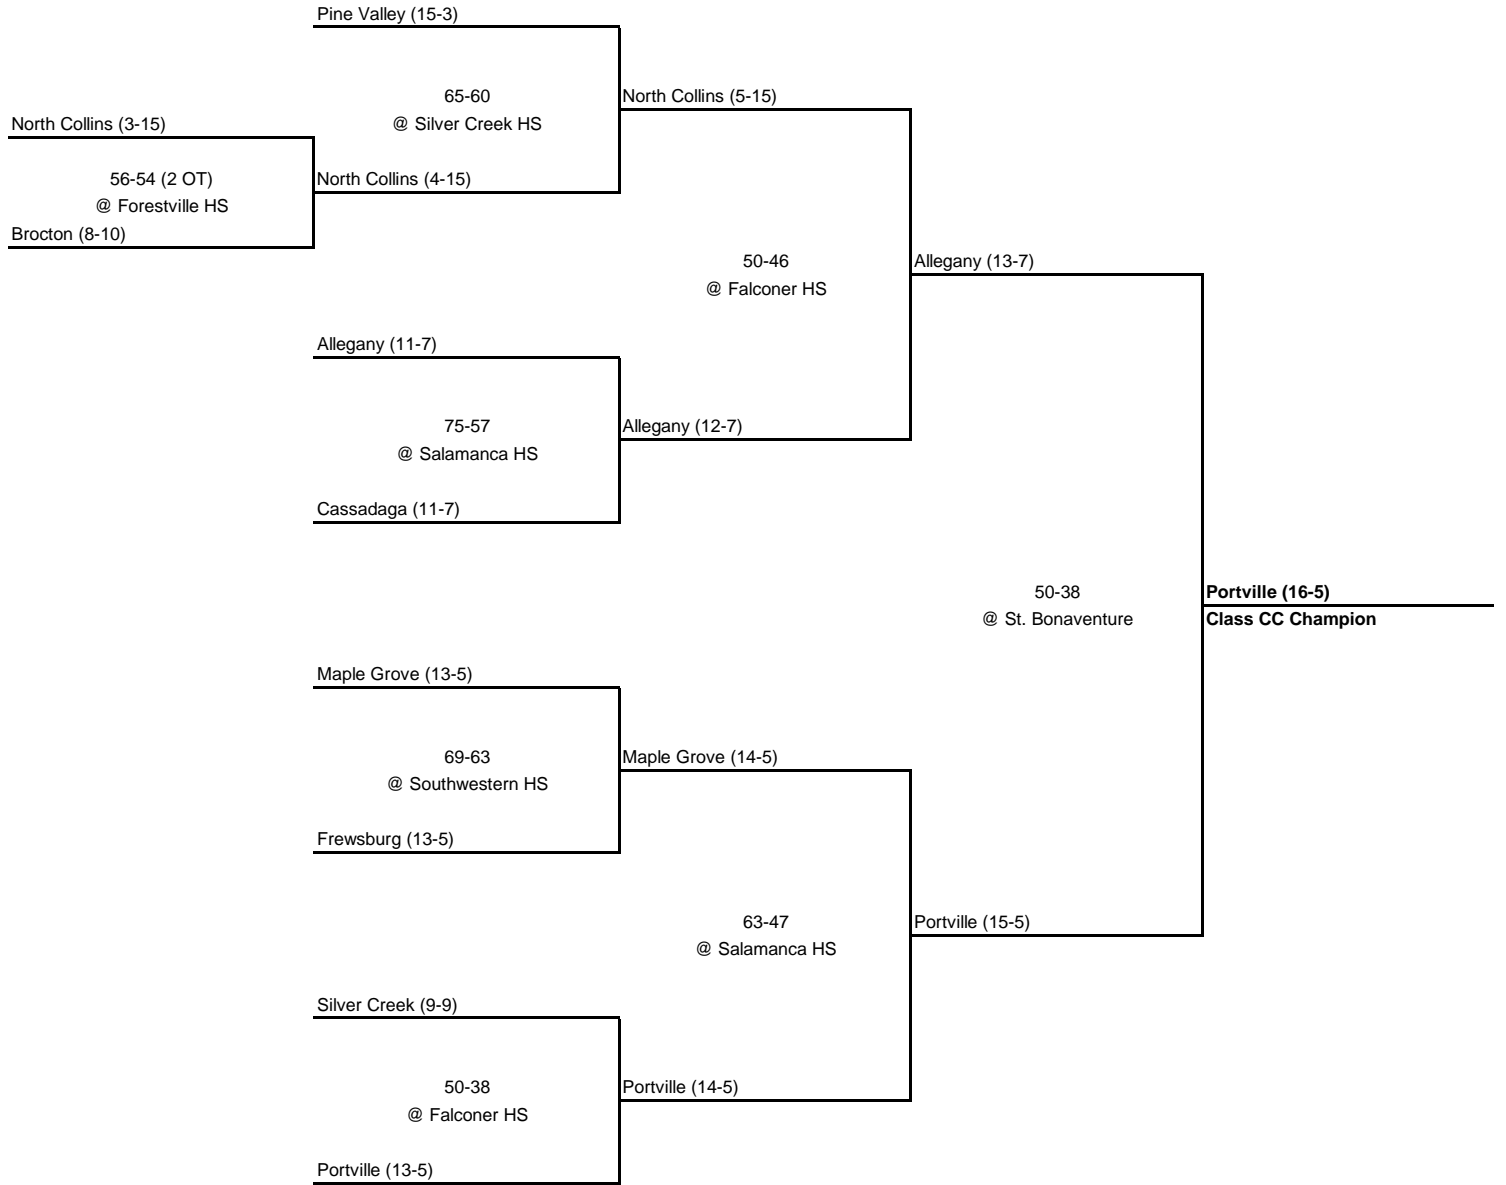 Pine Valley (15-3)
65-60
@ Silver Creek HS
North Collins (5-15)
North Collins (3-15)
56-54 (2 OT)
@ Forestville HS
North Collins (4-15)
Brocton (8-10)
50-46
@ Falconer HS
Allegany (13-7)
Allegany (11-7)
75-57
@ Salamanca HS
Allegany (12-7)
Cassadaga (11-7)
50-38
@ St. Bonaventure
Portville (16-5)
Class CC Champion
Maple Grove (13-5)
69-63
@ Southwestern HS
Maple Grove (14-5)
Frewsburg (13-5)
63-47
@ Salamanca HS
Portville (15-5)
Silver Creek (9-9)
50-38
@ Falconer HS
Portville (14-5)
Portville (13-5)